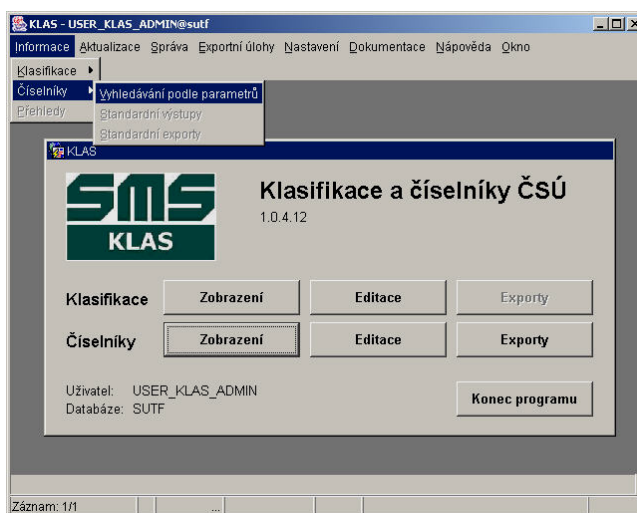 KLAS - USER_KLAS_ADMIN@sutf
Informace Aktualizace Správa Exportní úlohy Nastavení Dokumentace Nápověda Okno
Klasifikace
Číselníky
Přehledy
Vyhledávání podle parametrů
Standardní výstupy
Standardní exporty
KLAS
SMS
KLAS
Klasifikace a číselníky ČSÚ
1.0.4.12
Klasifikace Zobrazení Editace Exporty
Číselníky Zobrazení Editace Exporty
Uživatel: USER_KLAS_ADMIN
Databáze: SUTF
Konec programu
Záznam: 1/1 ...